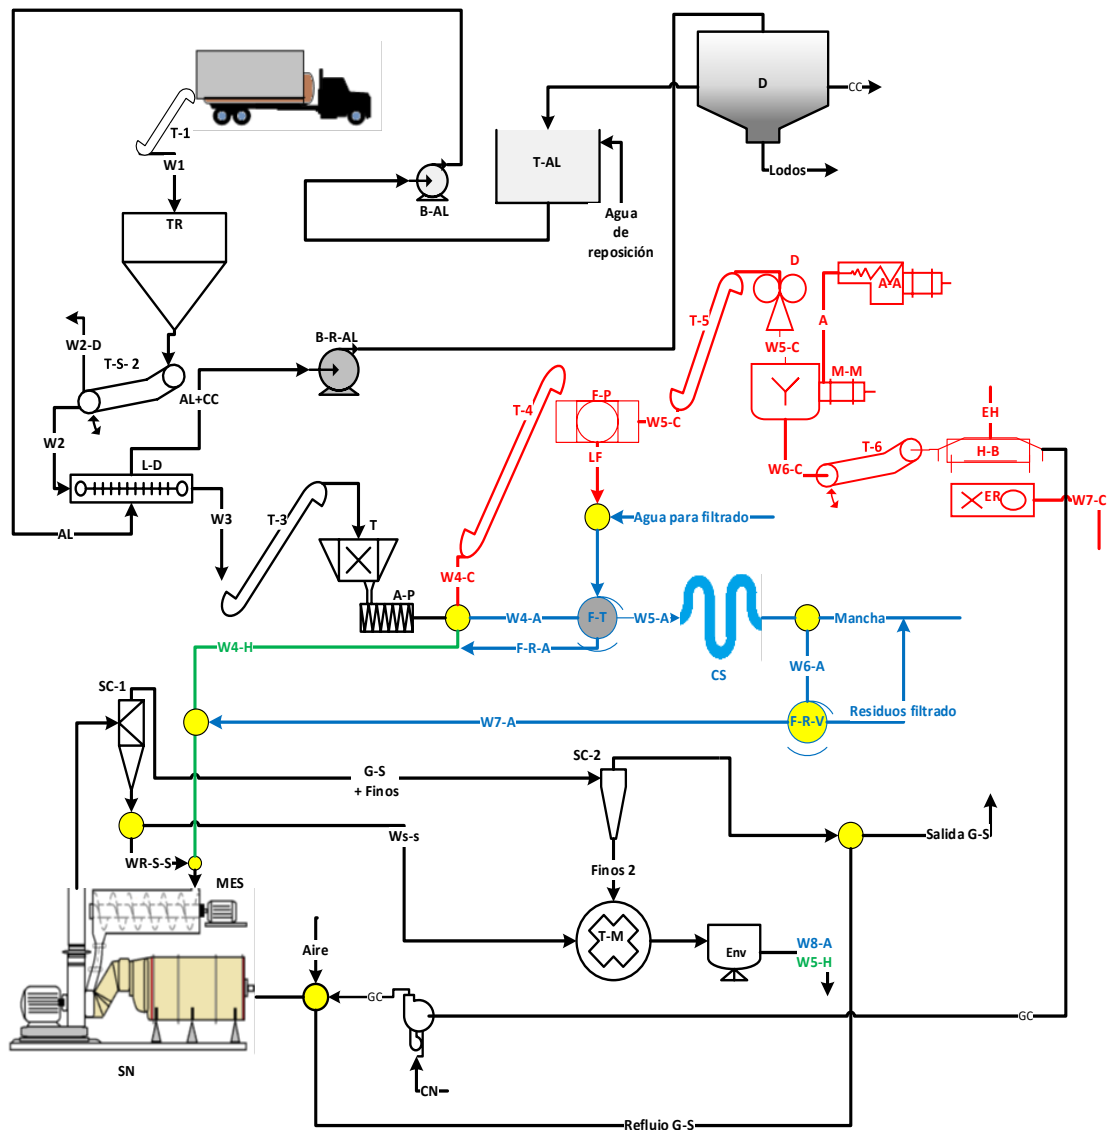 T-1
W1
TR
W2-D
T-S- 2
W2
AL+CC
L-D
AL
W3
B-AL
T-AL
Agua
de
reposición
D
CC
Lodos
B-R-AL
T-3
T
A-P
T-4
W4-C
F-P
LF
W5-C
T-5
D
W5-C
A
A-A
M-M
W6-C
T-6
EH
H-B
ER
W7-C
Agua para filtrado
W4-A
F-T
W5-A
F-R-A
CS
Mancha
W6-A
W4-H
W7-A
F-R-V
Residuos filtrado
SC-1
G-S
+ Finos
SC-2
Ws-s
WR-S-S
MES
Finos 2
Salida G-S
T-M
Env
W8-A
W5-H
Aire
GC
GC
CN
SN
Reflujo G-S